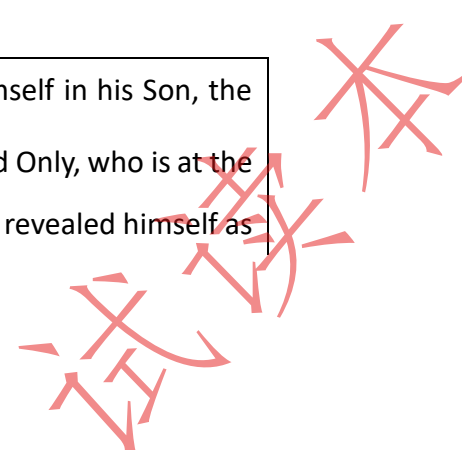 nself in his Son, the
d Only, who is at the
revealed himself as
试读本